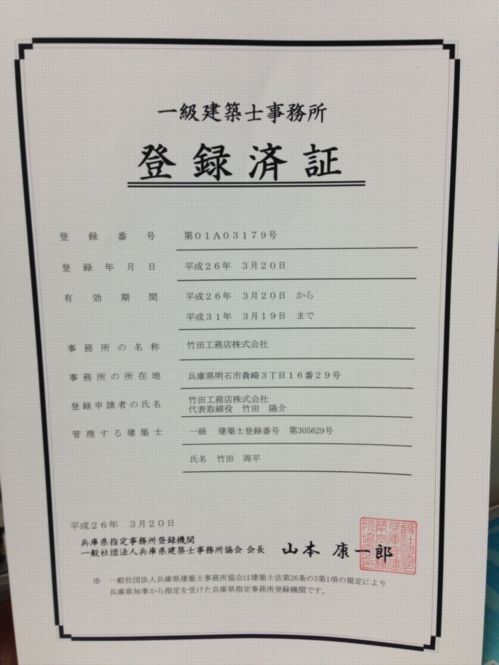 一級建築士事務所
登録済証
登録番号 第０１Ａ０３１７９号
登録年月日 平成２６年　３月２０日
有効期間 平成２６年　３月２０日　から
平成３１年　３月１９日　まで
事務所の名称 竹田工務店株式会社
事務所の所在地 兵庫県明石市貴崎３丁目１６番２９号
登録申請者の氏名 竹田工務店株式会社
代表取締役　竹田　陽介
管理する建築士 一級　建築士登録番号　第305629号
氏名　竹田　周平
平成２６年　３月２０日
兵庫県指定事務所登録機関
一般社団法人兵庫県建築士事務所協会 会長　山本 康一郎
※　一般社団法人兵庫県建築士事務所協会は建築士法第26条の3第1項の規定により
兵庫県知事から指定を受けた兵庫県指定事務所登録機関です。